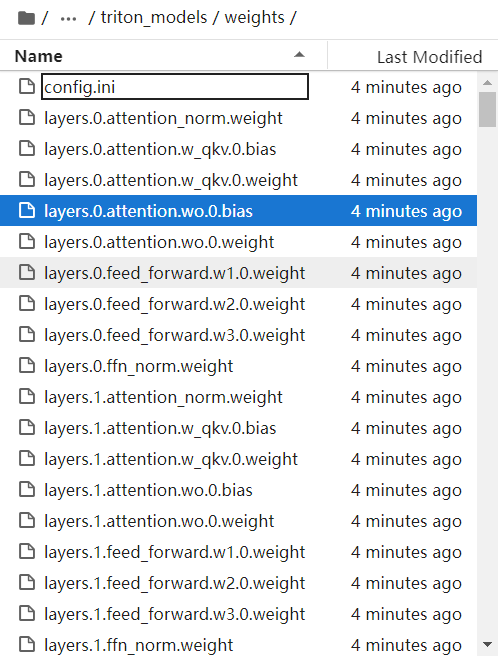 / ... / triton_models / weights /
Name Last Modified
config.ini 4 minutes ago
layers.0.attention_norm.weight 4 minutes ago
layers.0.attention.w_qkv.0.bias 4 minutes ago
layers.0.attention.w_qkv.0.weight 4 minutes ago
layers.0.attention.wo.0.bias 4 minutes ago
layers.0.attention.wo.0.weight 4 minutes ago
layers.0.feed_forward.w1.0.weight 4 minutes ago
layers.0.feed_forward.w2.0.weight 4 minutes ago
layers.0.feed_forward.w3.0.weight 4 minutes ago
layers.0.ffn_norm.weight 4 minutes ago
layers.1.attention_norm.weight 4 minutes ago
layers.1.attention.w_qkv.0.bias 4 minutes ago
layers.1.attention.w_qkv.0.weight 4 minutes ago
layers.1.attention.wo.0.bias 4 minutes ago
layers.1.attention.wo.0.weight 4 minutes ago
layers.1.feed_forward.w1.0.weight 4 minutes ago
layers.1.feed_forward.w2.0.weight 4 minutes ago
layers.1.feed_forward.w3.0.weight 4 minutes ago
layers.1.ffn_norm.weight 4 minutes ago